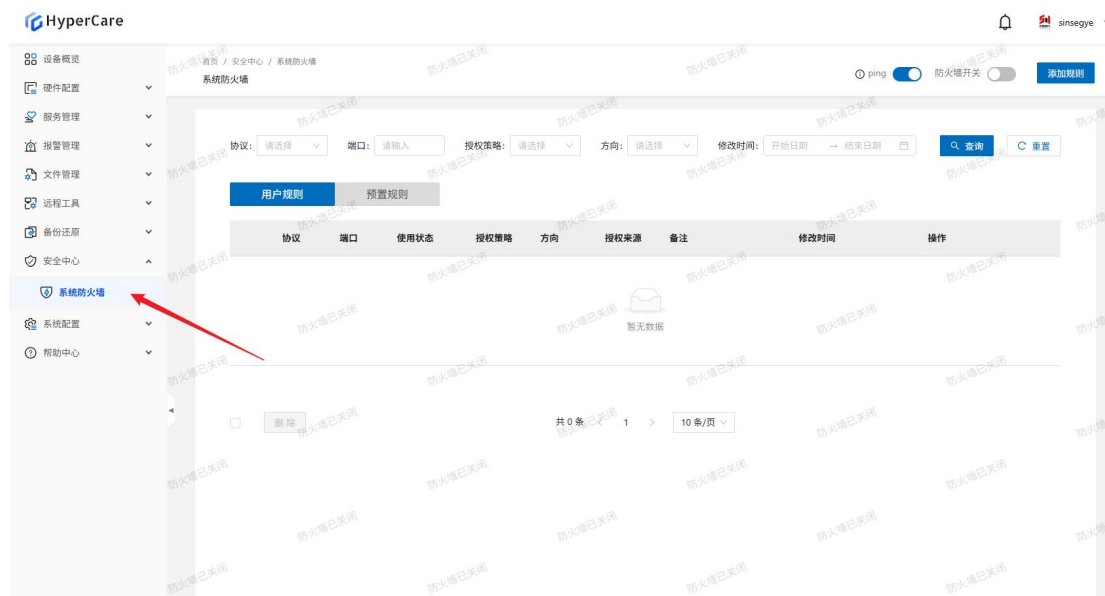 HyperCare
sinsegye
设备概览
硬件配置
服务管理
报警管理
文件管理
远程工具
备份还原
安全中心
系统防火墙
系统配置
帮助中心
首页 / 安全中心 / 系统防火墙
系统防火墙
ping 防火墙开关 添加规则
协议: 请选择 端口: 请输入 授权策略: 请选择 方向: 请选择 修改时间: 开始日期 → 结束日期 查询 重置
用户规则 预置规则
协议 端口 使用状态 授权策略 方向 授权来源 备注 修改时间 操作
暂无数据
删除 共 0 条 < 1 > 10 条/页
防火墙已关闭